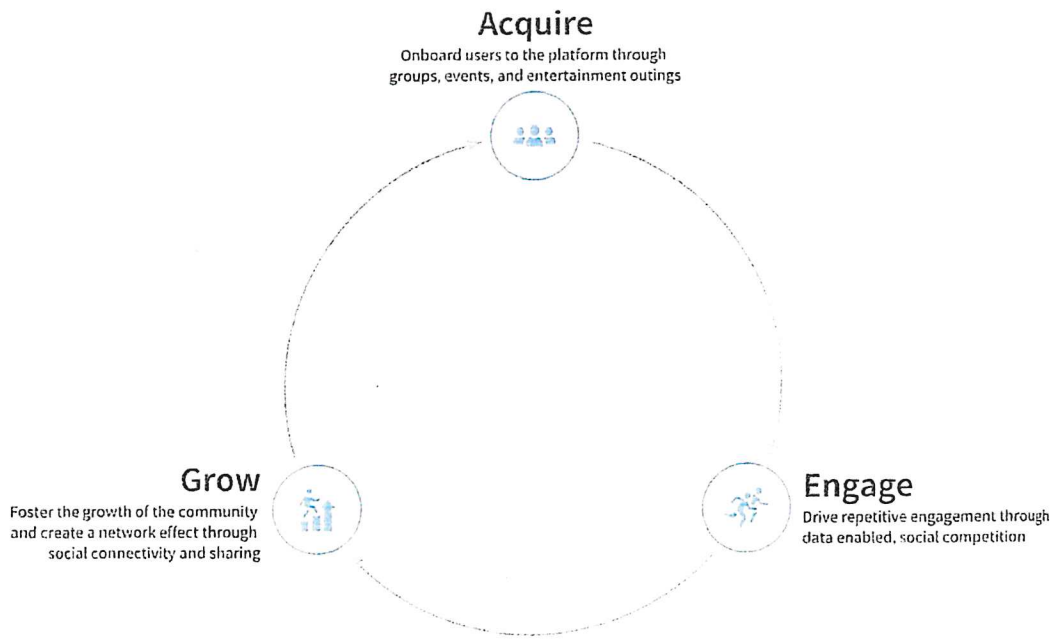 Acquire
Onboard users to the platform through
groups, events, and entertainment outings
Grow
Foster the growth of the community
and create a network effect through
social connectivity and sharing
Engage
Drive repetitive engagement through
data enabled, social competition